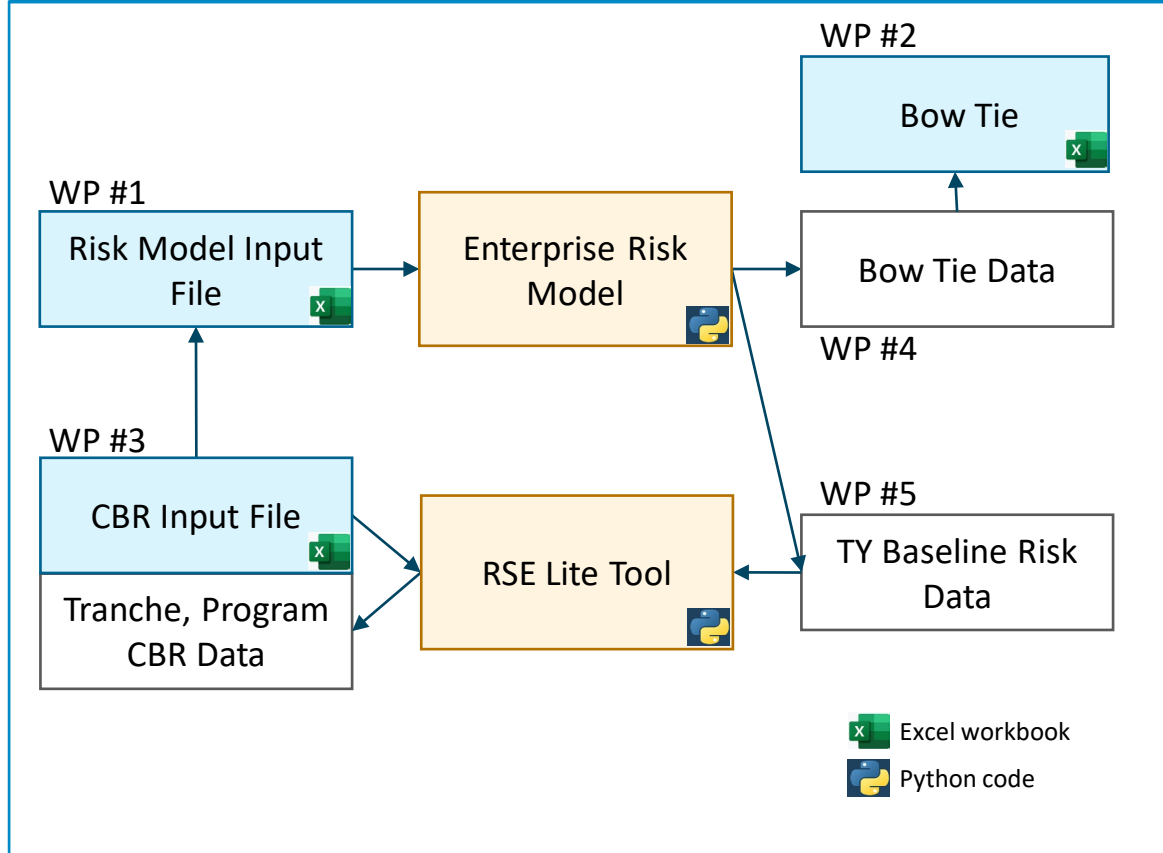 WP #2
Bow Tie
WP #1
Risk Model Input
File
Enterprise Risk
Model
Bow Tie Data
WP #4
WP #3
CBR Input File
Tranche, Program
CBR Data
RSE Lite Tool
WP #5
TY Baseline Risk
Data
Excel workbook
Python code